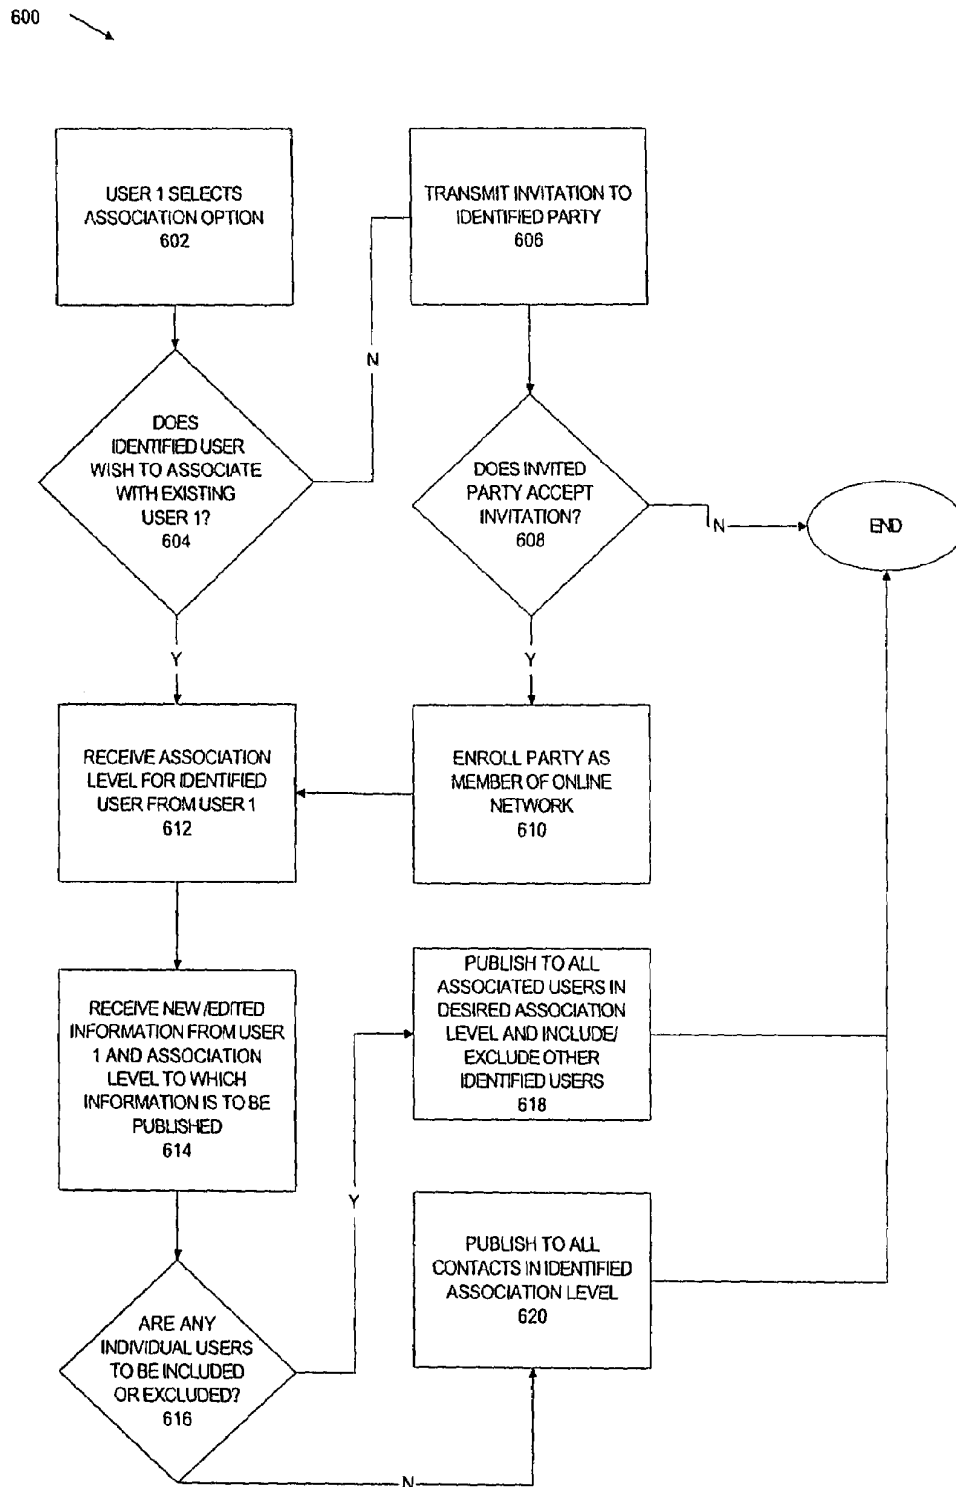 600
USER 1 SELECTS
ASSOCIATION OPTION
602
TRANSMIT INVITATION TO
IDENTIFIED PARTY
606
N
DOES
IDENTIFIED USER
WISH TO ASSOCIATE
WITH EXISTING
USER 1?
604
DOES INVITED
PARTY ACCEPT
INVITATION?
608
N
END
Y
Y
RECEIVE ASSOCIATION
LEVEL FOR IDENTIFIED
USER FROM USER 1
612
ENROLL PARTY AS
MEMBER OF ONLINE
NETWORK
610
RECEIVE NEW /EDITED
INFORMATION FROM USER
1 AND ASSOCIATION
LEVEL TO WHICH
INFORMATION IS TO BE
PUBLISHED
614
PUBLISH TO ALL
ASSOCIATED USERS IN
DESIRED ASSOCIATION
LEVEL AND INCLUDE/
EXCLUDE OTHER
IDENTIFIED USERS
618
Y
PUBLISH TO ALL
CONTACTS IN IDENTIFIED
ASSOCIATION LEVEL
620
ARE ANY
INDIVIDUAL USERS
TO BE INCLUDED
OR EXCLUDED?
616
N